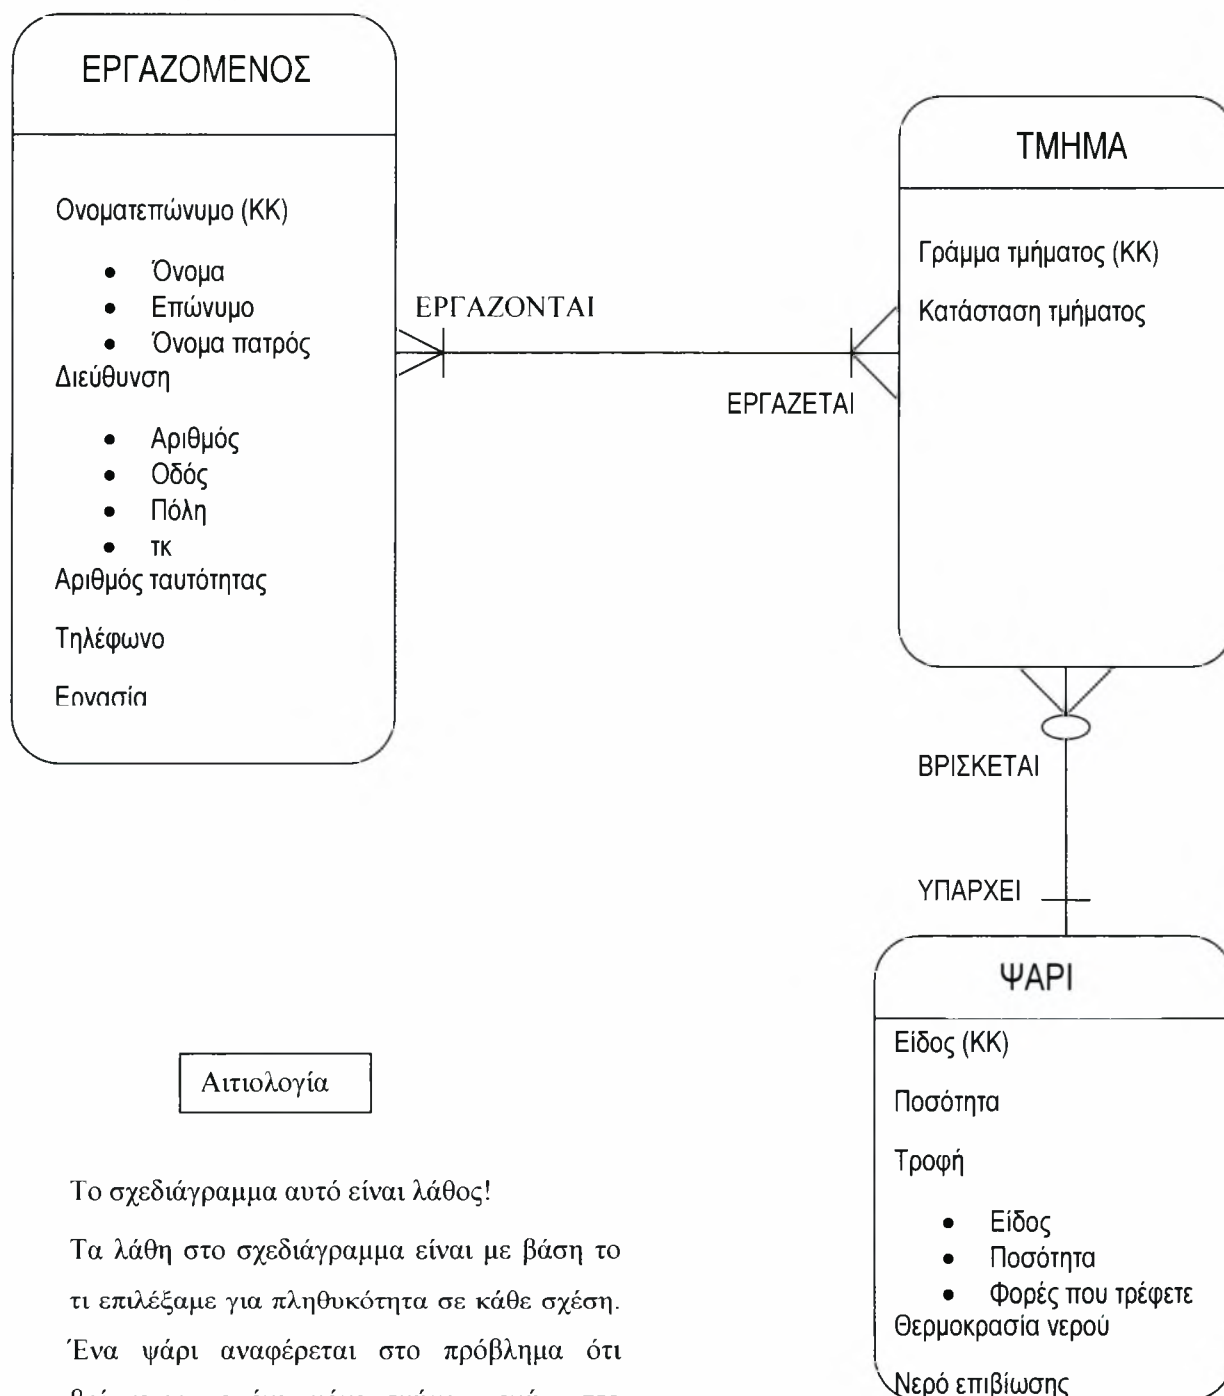 ΕΡΓΑΖΟΜΕΝΟΣ
Ονοματεπώνυμο (ΚΚ)
• Όνομα
• Επώνυμο
• Όνομα πατρός
Διεύθυνση
• Αριθμός
• Οδός
• Πόλη
• τκ
Αριθμός ταυτότητας
Τηλέφωνο
Εργασία
ΕΡΓΑΖΟΝΤΑΙ
ΕΡΓΑΖΕΤΑΙ
ΤΜΗΜΑ
Γράμμα τμήματος (ΚΚ)
Κατάσταση τμήματος
ΒΡΙΣΚΕΤΑΙ
ΥΠΑΡΧΕΙ
ΨΑΡΙ
Είδος (ΚΚ)
Ποσότητα
Τροφή
• Είδος
• Ποσότητα
• Φορές που τρέφετε
Θερμοκρασία νερού
Νερό επιβίωσης
Αιτιολογία
Το σχεδιάγραμμα αυτό είναι λάθος!
Τα λάθη στο σχεδιάγραμμα είναι με βάση το
τι επιλέξαμε για πληθυκότητα σε κάθε σχέση.
Ένα ψάρι αναφέρεται στο πρόβλημα ότι